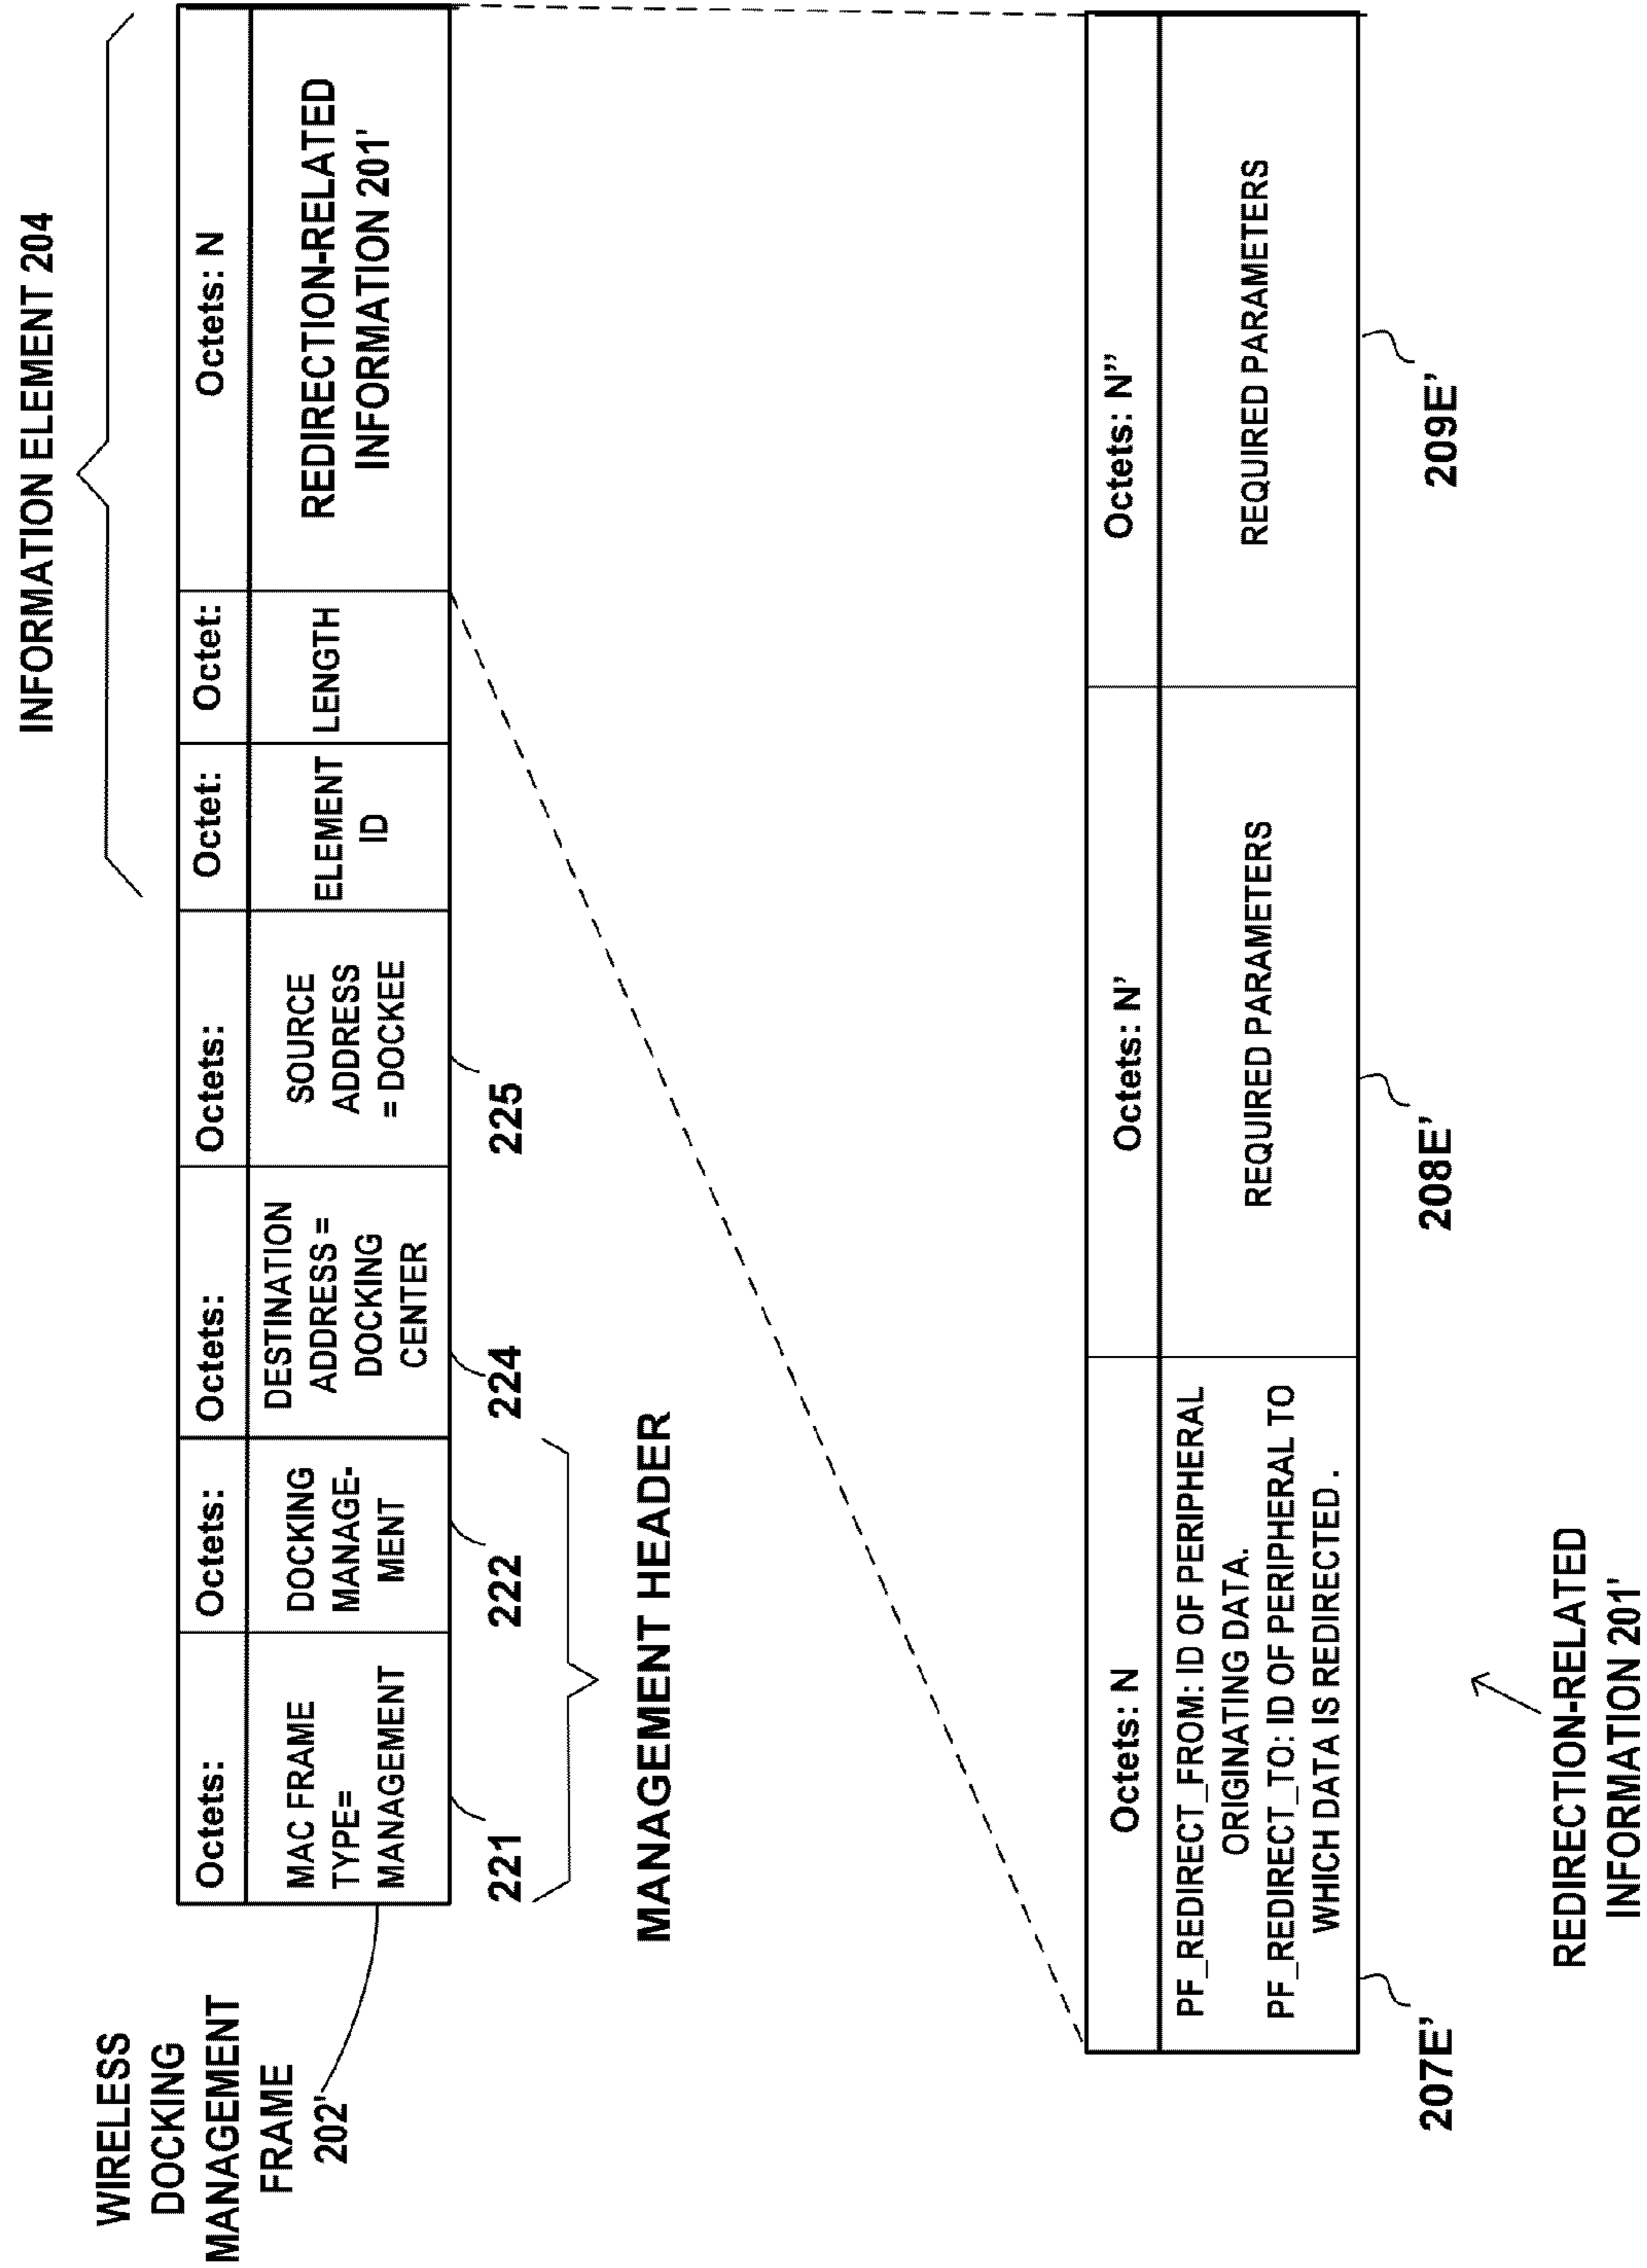 INFORMATION ELEMENT 204
WIRELESS
DOCKING
MANAGEMENT
FRAME
202'
Octets:
Octets:
Octets:
Octets:
Octet:
Octet:
Octets: N
MAC FRAME
TYPE=
MANAGEMENT
DOCKING
MANAGE-
MENT
DESTINATION
ADDRESS =
DOCKING
CENTER
SOURCE
ADDRESS
= DOCKEE
ELEMENT
ID
LENGTH
REDIRECTION-RELATED
INFORMATION 201'
221
222
224
225
MANAGEMENT HEADER
Octets: N
Octets: N'
Octets: N''
PF_REDIRECT_FROM: ID OF PERIPHERAL
ORIGINATING DATA.
PF_REDIRECT_TO: ID OF PERIPHERAL TO
WHICH DATA IS REDIRECTED .
REQUIRED PARAMETERS
REQUIRED PARAMETERS
207E'
208E'
209E'
REDIRECTION-RELATED
INFORMATION 201'